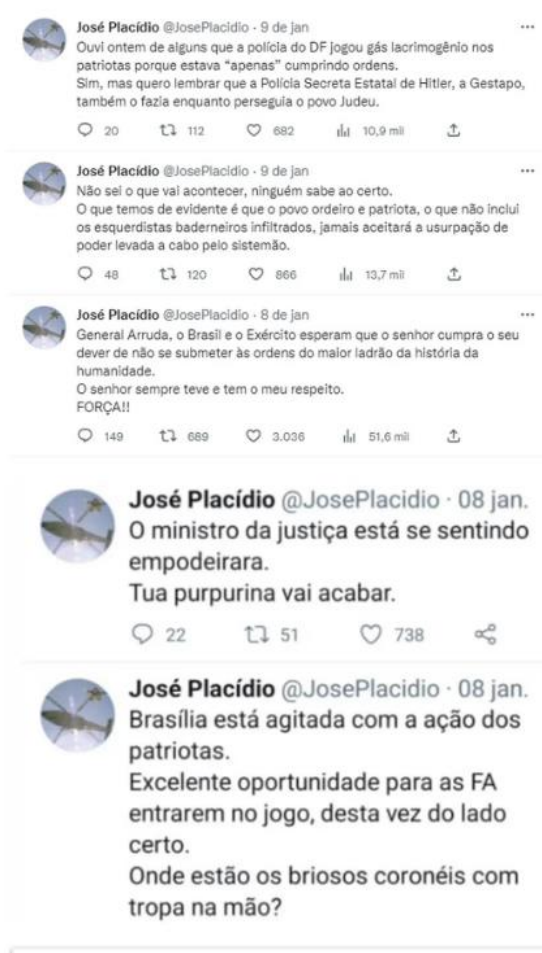 José Placídio @JosePlacidio · 9 de jan
Ouvi ontem de alguns que a polícia do DF jogou gás lacrimogênio nos
patriotas porque estava “apenas” cumprindo ordens.
Sim, mas quero lembrar que a Polícia Secreta Estatal de Hitler, a Gestapo,
também o fazia enquanto perseguia o povo Judeu.
20 112 682 10,9 mil
José Placídio @JosePlacidio · 9 de jan
Não sei o que vai acontecer, ninguém sabe ao certo.
O que temos de evidente é que o povo ordeiro e patriota, o que não inclui
os esquerdistas baderneiros infiltrados, jamais aceitará a usurpação de
poder levada a cabo pelo sistemão.
48 120 866 13,7 mil
José Placídio @JosePlacidio · 8 de jan
General Arruda, o Brasil e o Exército esperam que o senhor cumpra o seu
dever de não se submeter às ordens do maior ladrão da história da
humanidade.
O senhor sempre teve e tem o meu respeito.
FORÇA!!
149 689 3.036 51,6 mil
José Placídio @JosePlacidio · 08 jan.
O ministro da justiça está se sentindo
empodeirara.
Tua purpurina vai acabar.
22 51 738
José Placídio @JosePlacidio · 08 jan.
Brasília está agitada com a ação dos
patriotas.
Excelente oportunidade para as FA
entrarem no jogo, desta vez do lado
certo.
Onde estão os briosos coronéis com
tropa na mão?